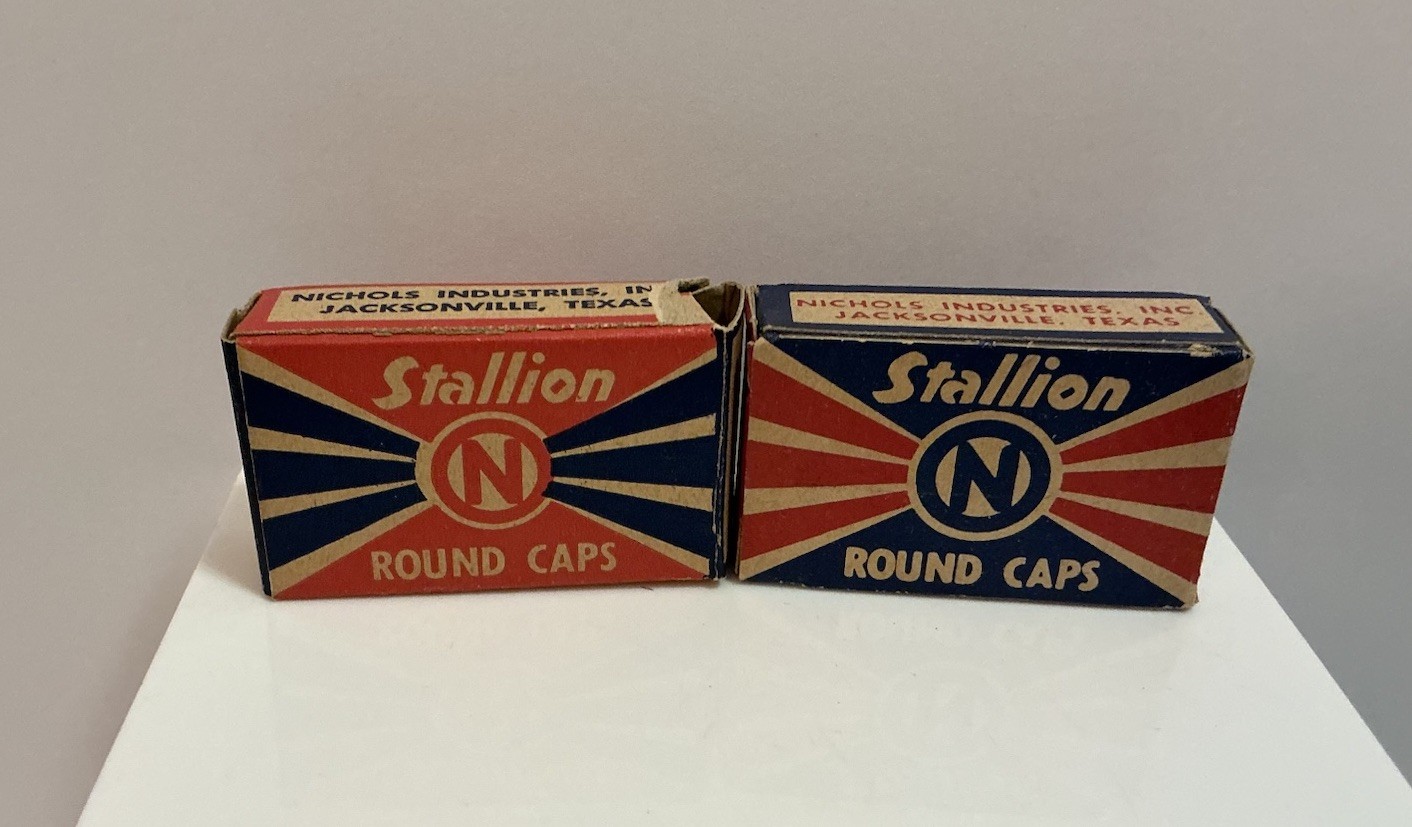 NICHOLS INDUSTRIES, IN
JACKSONVILLE, TEXAS
Stallion
N
ROUND CAPS
NICHOLS INDUSTRIES, INC
JACKSONVILLE, TEXAS
Stallion
N
ROUND CAPS